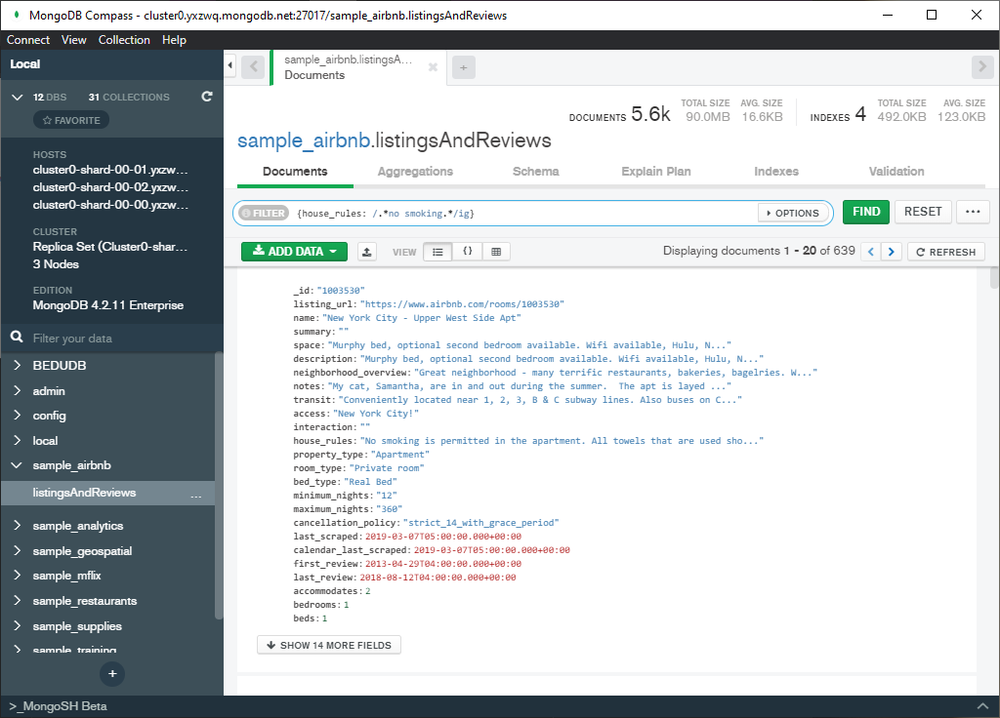 MongoDB Compass - cluster0.yxzwq.mongodb.net:27017/sample_airbnb.listingsAndReviews
Connect View Collection Help
Local
12 DBS 31 COLLECTIONS
FAVORITE
HOSTS
cluster0-shard-00-01.yxzw...
cluster0-shard-00-02.yxzw...
cluster0-shard-00-00.yxzw...
CLUSTER
Replica Set (Cluster0-shar...
3 Nodes
EDITION
MongoDB 4.2.11 Enterprise
Filter your data
BEDUDB
admin
config
local
sample_airbnb
listingsAndReviews ...
sample_analytics
sample_geospatial
sample_mflix
sample_restaurants
sample_supplies
sample_training
+
sample_airbnb.listingsA...
Documents
+
DOCUMENTS 5.6k TOTAL SIZE 90.0MB AVG. SIZE 16.6KB INDEXES 4 TOTAL SIZE 492.0KB AVG. SIZE 123.0KB
sample_airbnb.listingsAndReviews
Documents Aggregations Schema Explain Plan Indexes Validation
FILTER {house_rules: /.*no smoking.*/ig} OPTIONS FIND RESET ...
ADD DATA VIEW {} Displaying documents 1 - 20 of 639 < > REFRESH
_id: "1003530"
listing_url: "https://www.airbnb.com/rooms/1003530"
name: "New York City - Upper West Side Apt"
summary: ""
space: "Murphy bed, optional second bedroom available. Wifi available, Hulu, N..."
description: "Murphy bed, optional second bedroom available. Wifi available, Hulu, N..."
neighborhood_overview: "Great neighborhood - many terrific restaurants, bakeries, bagelries. W..."
notes: "My cat, Samantha, are in and out during the summer.  The apt is layed ..."
transit: "Conveniently located near 1, 2, 3, B & C subway lines. Also buses on C..."
access: "New York City!"
interaction: ""
house_rules: "No smoking is permitted in the apartment. All towels that are used sho..."
property_type: "Apartment"
room_type: "Private room"
bed_type: "Real Bed"
minimum_nights: "12"
maximum_nights: "360"
cancellation_policy: "strict_14_with_grace_period"
last_scraped: 2019-03-07T05:00:00.000+00:00
calendar_last_scraped: 2019-03-07T05:00:00.000+00:00
first_review: 2013-04-29T04:00:00.000+00:00
last_review: 2018-08-12T04:00:00.000+00:00
accommodates: 2
bedrooms: 1
beds: 1
SHOW 14 MORE FIELDS
>_MongoSH Beta